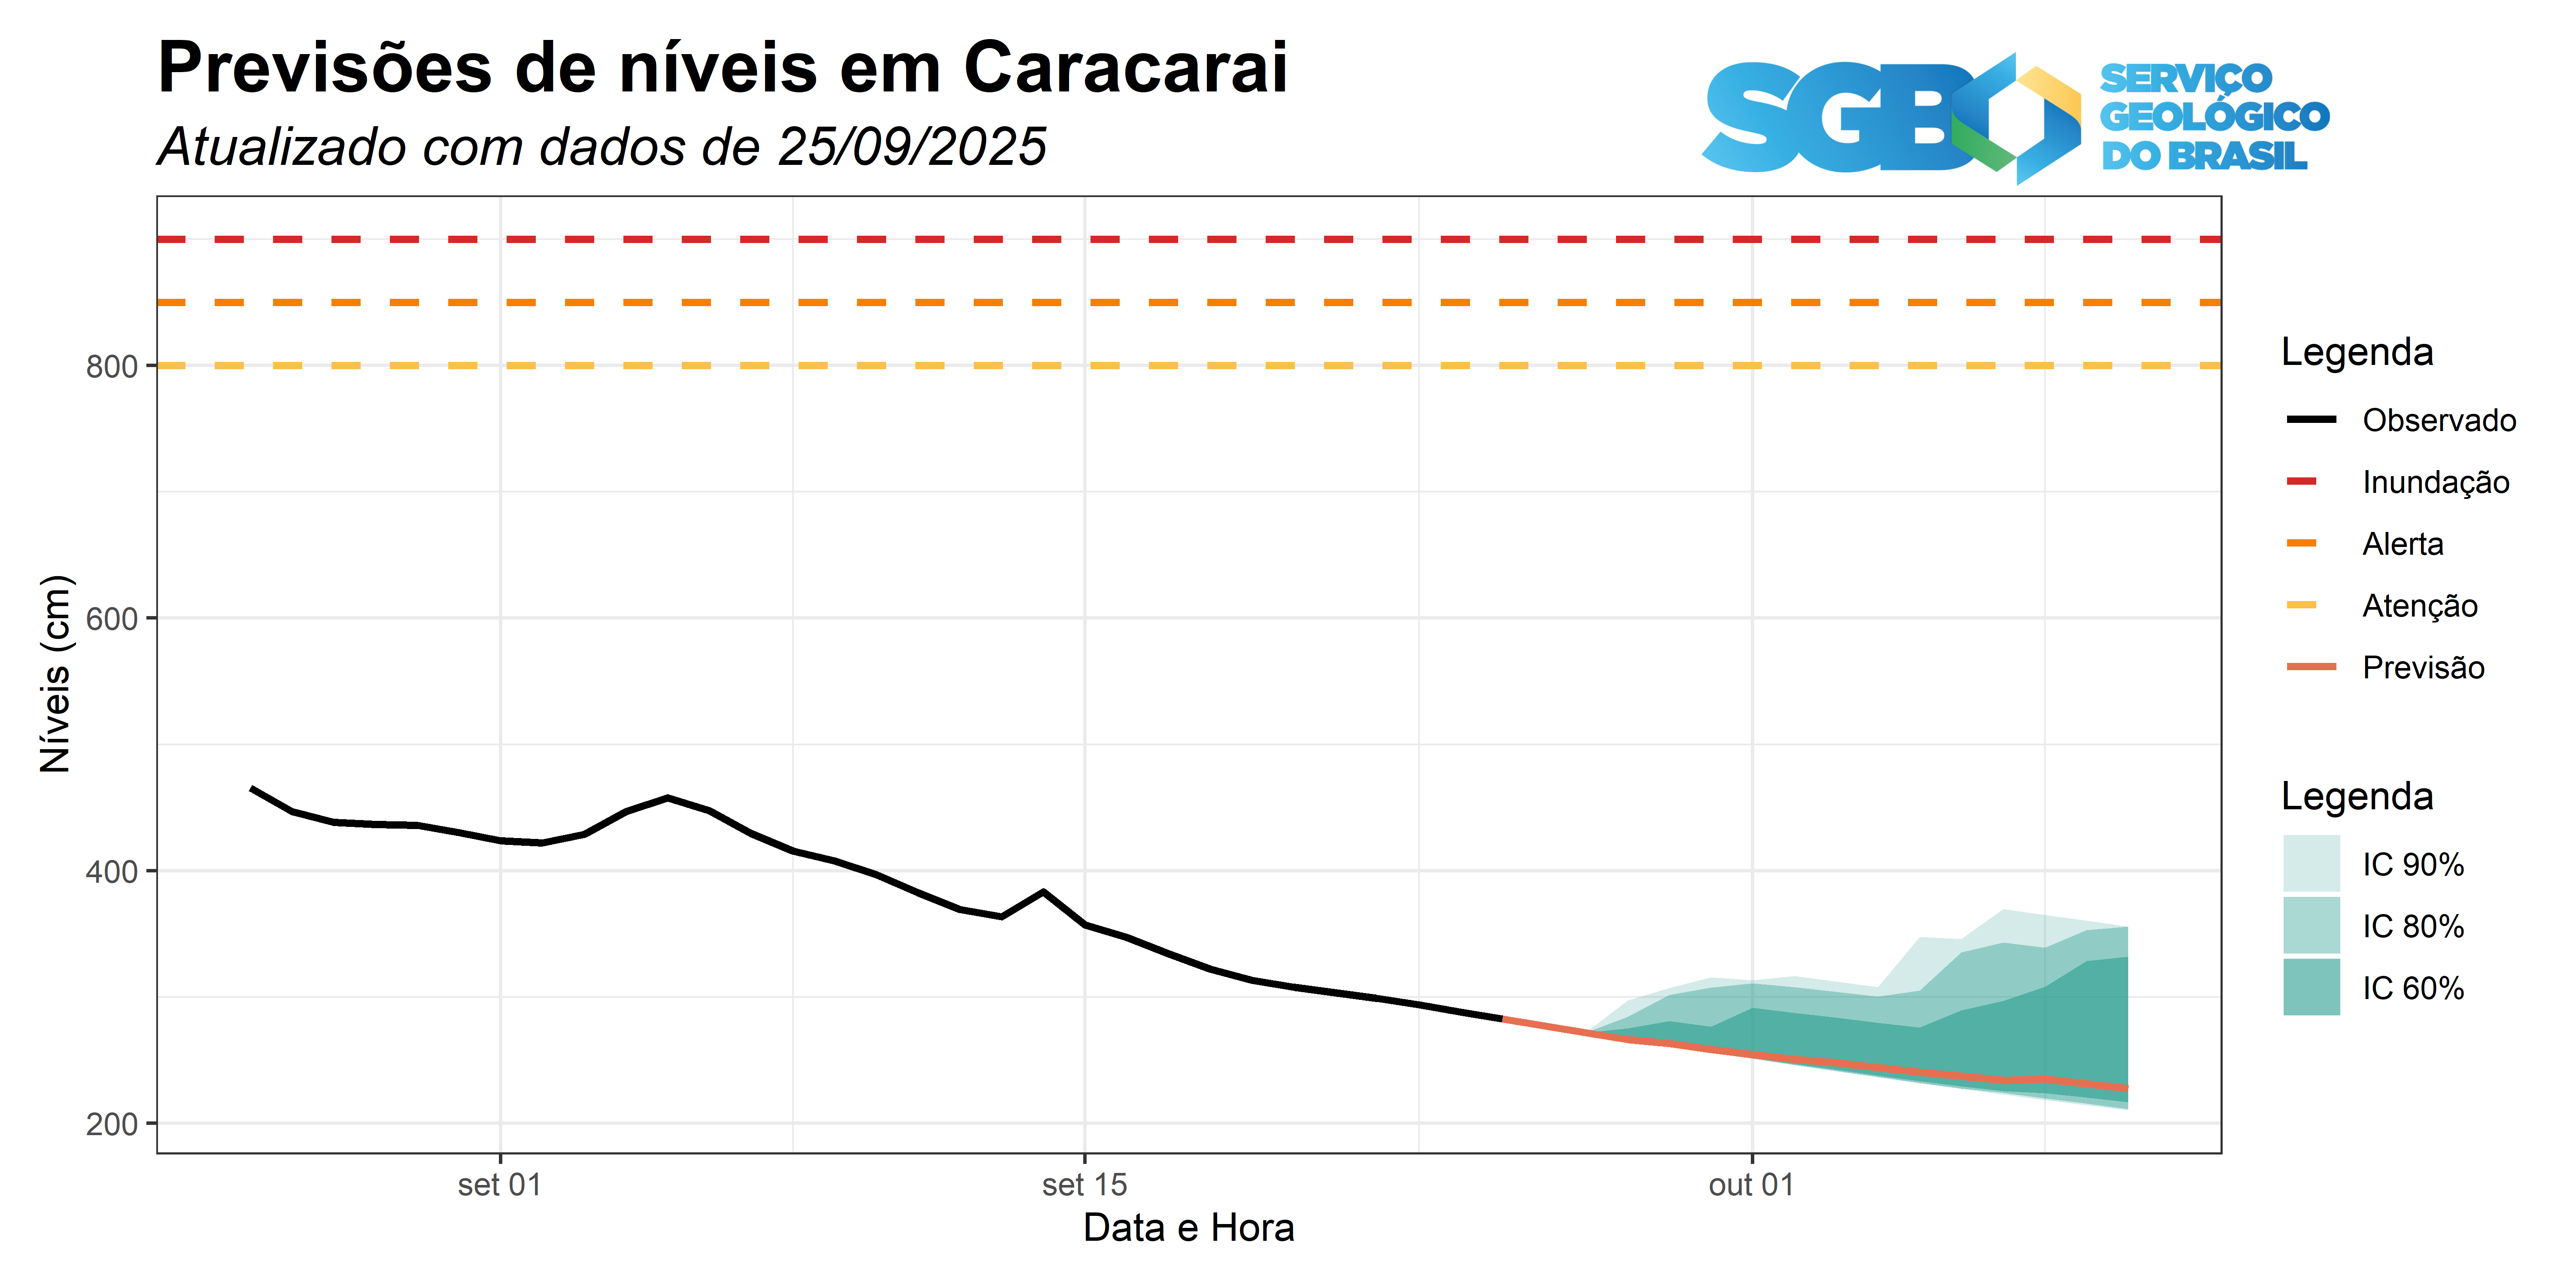 Previsões de níveis em Caracarai
Atualizado com dados de 25/09/2025
SGB
SERVIÇO
GEOLÓGICO
DO BRASIL
Níveis (cm)
800
600
400
200
set 01
set 15
out 01
Data e Hora
Legenda
Observado
Inundação
Alerta
Atenção
Previsão
Legenda
IC 90%
IC 80%
IC 60%